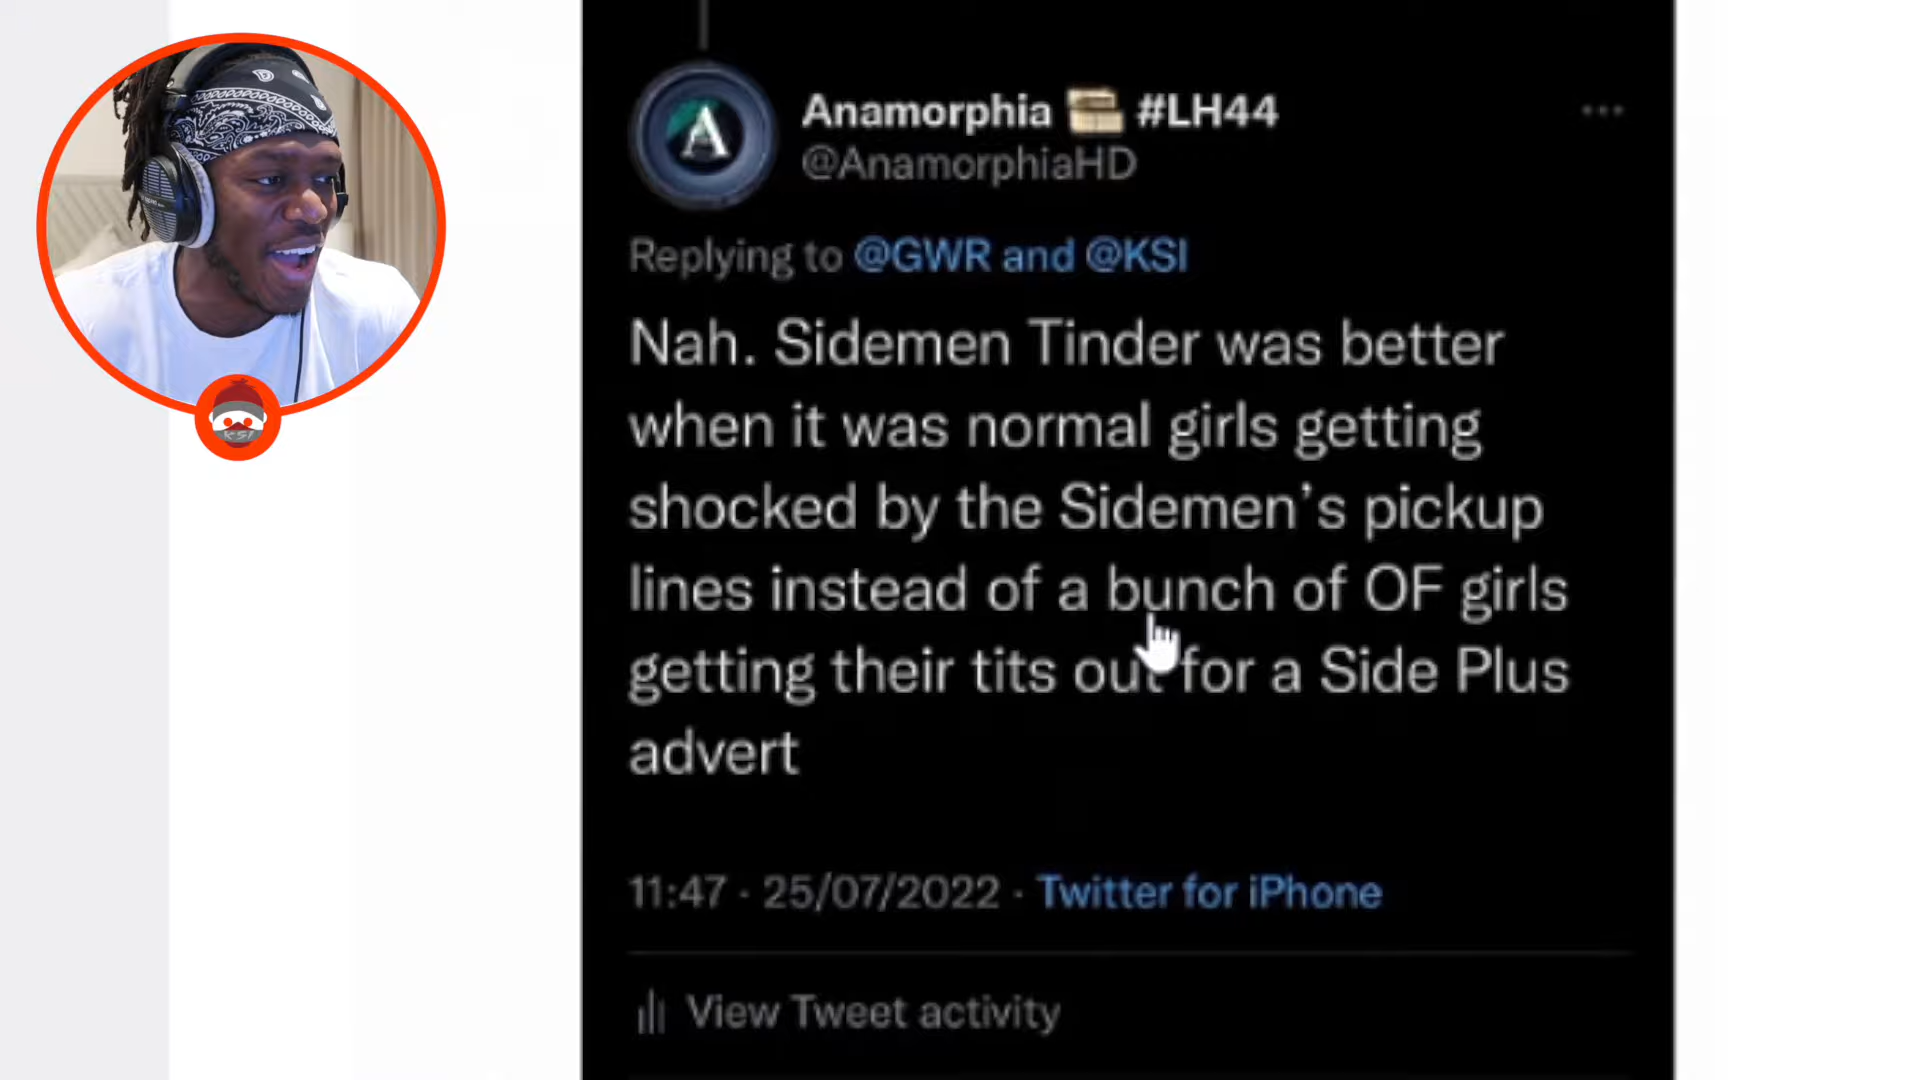 Anamorphia #LH44
@AnamorphiaHD
Replying to @GWR and @KSI
Nah. Sidemen Tinder was better
when it was normal girls getting
shocked by the Sidemen's pickup
lines instead of a bunch of OF girls
getting their tits out for a Side Plus
advert
11:47 · 25/07/2022 · Twitter for iPhone
View Tweet activity
KSI